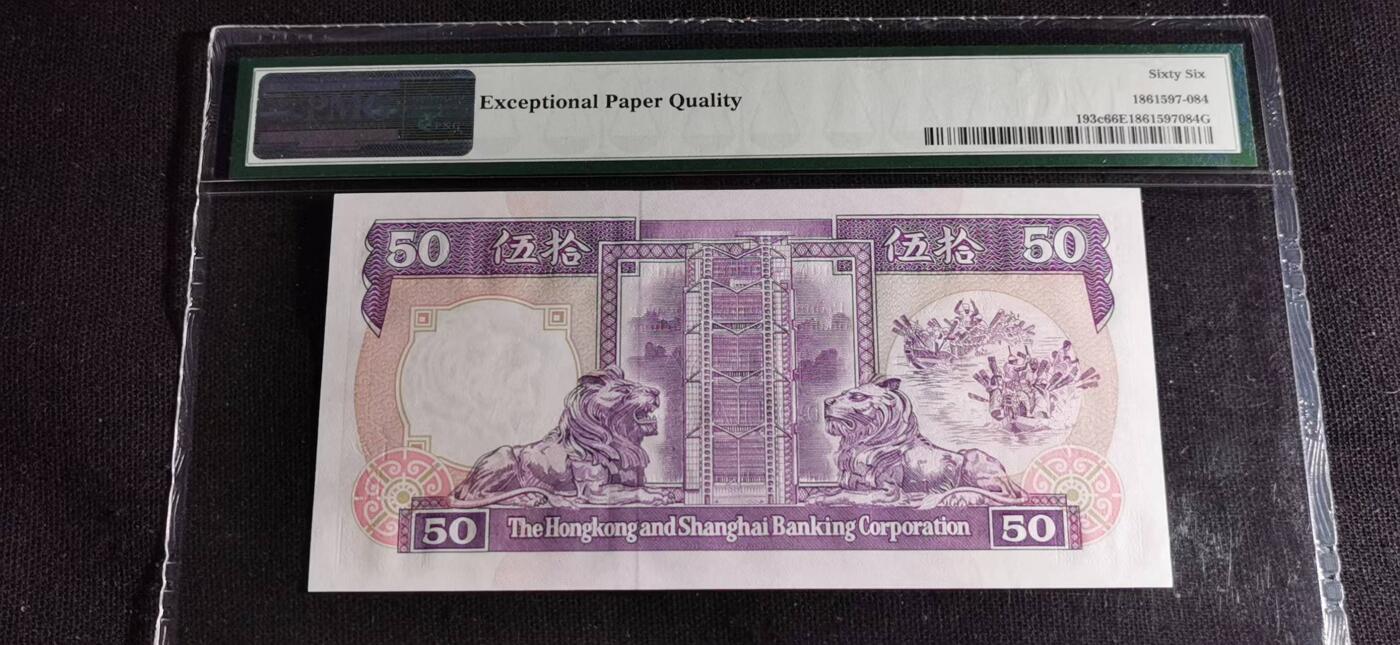 PMG
Exceptional Paper Quality
Sixty Six
1861597-084
193c66E1861597084G
50 伍拾
伍拾 50
50 The Hongkong and Shanghai Banking Corporation 50